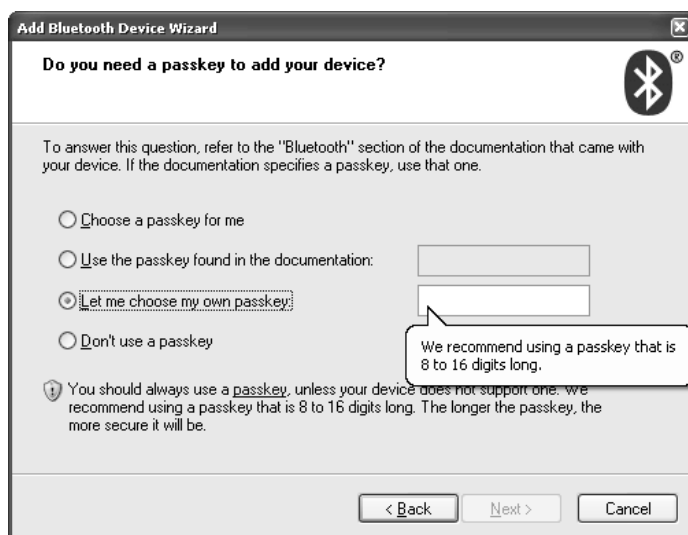 Add Bluetooth Device Wizard
Do you need a passkey to add your device?
®
To answer this question, refer to the "Bluetooth" section of the documentation that came with
your device. If the documentation specifies a passkey, use that one.
Choose a passkey for me
Use the passkey found in the documentation:
Let me choose my own passkey:
Don't use a passkey
We recommend using a passkey that is
8 to 16 digits long.
You should always use a passkey, unless your device does not support one. We
recommend using a passkey that is 8 to 16 digits long. The longer the passkey, the
more secure it will be.
< Back
Next >
Cancel